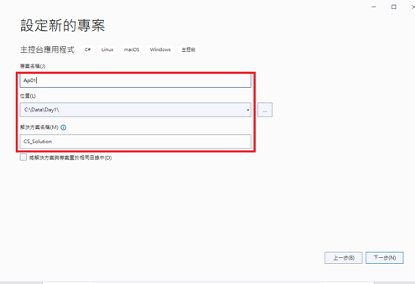 設定新的專案
主控台應用程式 C# Linux macOS Windows 主控台
專案名稱(J)
Ap01
位置(L)
C:\Data\Day1\
...
解決方案名稱(M)
CS_Solution
將解決方案與專案置於相同目錄中(D)
上一步(B) 下一步(N)